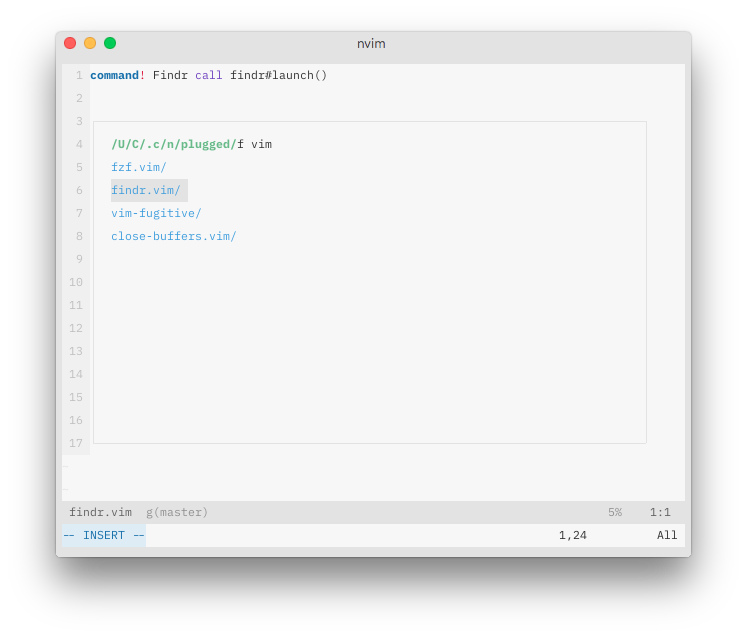 nvim
1 command! Findr call findr#launch()
2
3
4 /U/C/.c/n/plugged/f vim
5 fzf.vim/
6 findr.vim/
7 vim-fugitive/
8 close-buffers.vim/
9
10
11
12
13
14
15
16
17
~
~
findr.vim g(master) 5% 1:1
-- INSERT -- 1,24 All